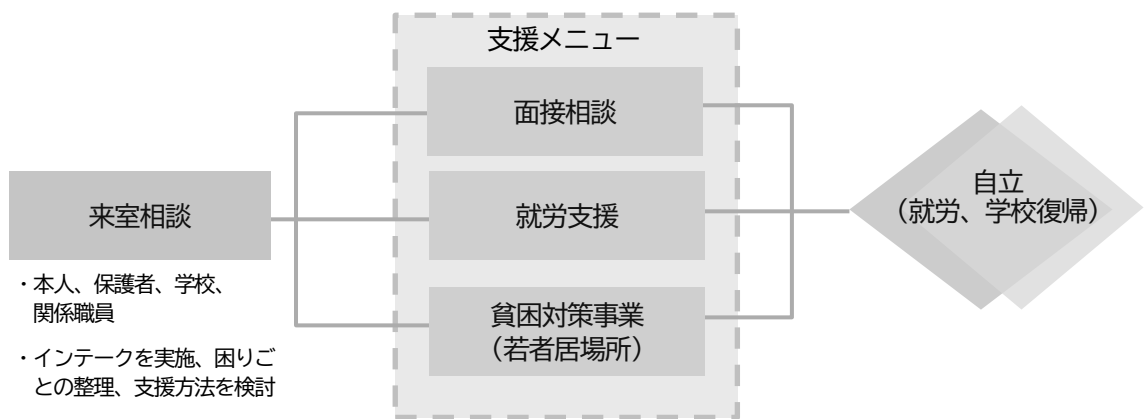 支援メニュー
面接相談
来室相談
就労支援
自立
（就労、学校復帰）
・本人、保護者、学校、
関係職員
・インテークを実施、困りご
との整理、支援方法を検討
貧困対策事業
（若者居場所）